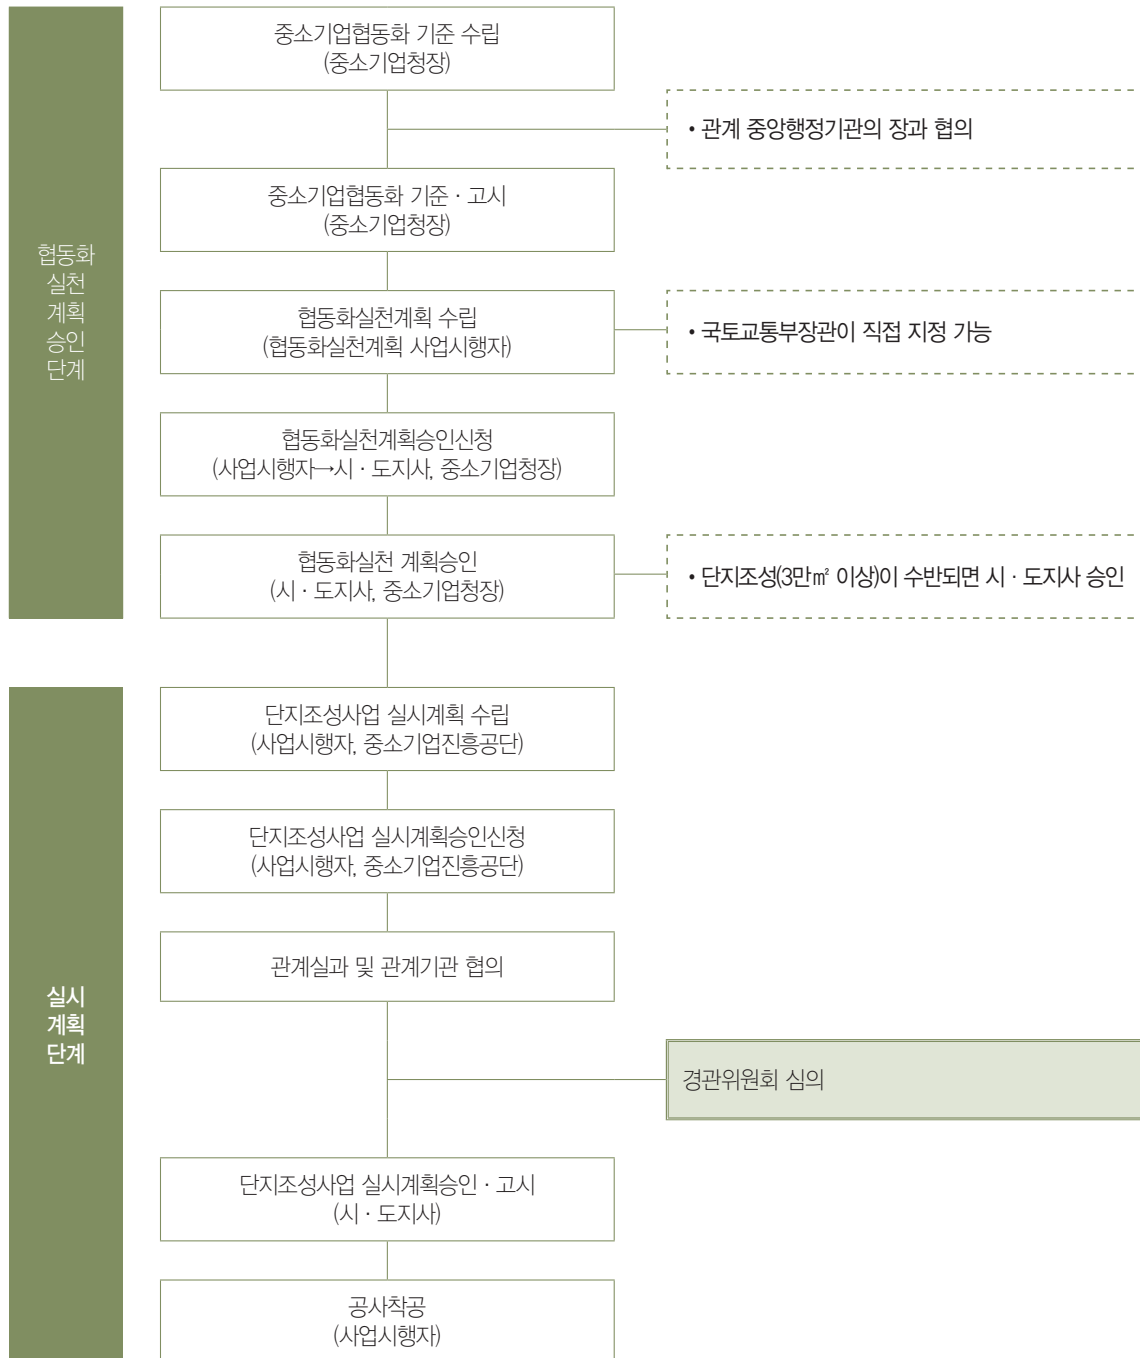 협동화
실천
계획
승인
단계
중소기업협동화 기준 수립
(중소기업청장)
• 관계 중앙행정기관의 장과 협의
중소기업협동화 기준 · 고시
(중소기업청장)
협동화실천계획 수립
(협동화실천계획 사업시행자)
• 국토교통부장관이 직접 지정 가능
협동화실천계획승인신청
(사업시행자→시 · 도지사, 중소기업청장)
협동화실천 계획승인
(시 · 도지사, 중소기업청장)
• 단지조성(3만㎡ 이상)이 수반되면 시 · 도지사 승인
실시
계획
단계
단지조성사업 실시계획 수립
(사업시행자, 중소기업진흥공단)
단지조성사업 실시계획승인신청
(사업시행자, 중소기업진흥공단)
관계실과 및 관계기관 협의
경관위원회 심의
단지조성사업 실시계획승인 · 고시
(시 · 도지사)
공사착공
(사업시행자)